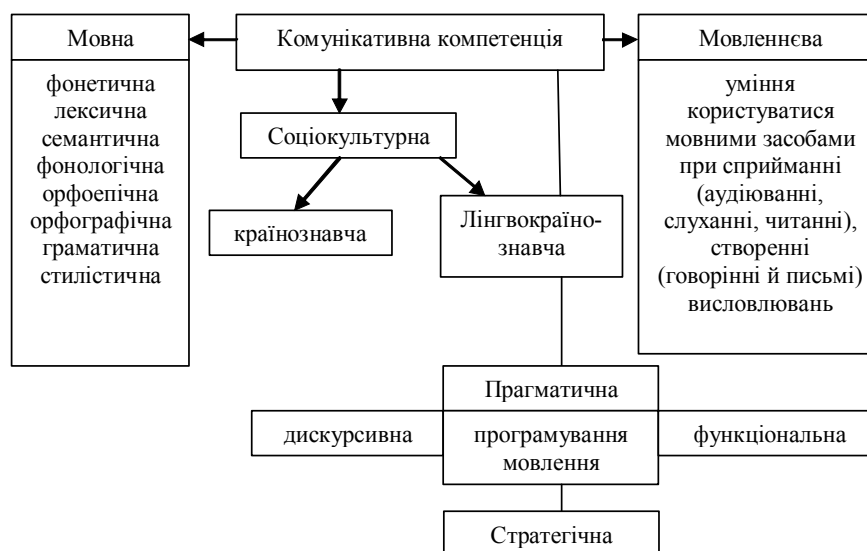 Мовна
Комунікативна компетенція
Мовленнєва
фонетична
лексична
семантична
фонологічна
орфоепічна
орфографічна
граматична
стилістична
уміння
користуватися
мовними засобами
при сприйманні
(аудіюванні,
слуханні, читанні),
створенні
(говорінні й письмі)
висловлювань
Соціокультурна
країнознавча
Лінгвокраїно-
знавча
Прагматична
дискурсивна
програмування
мовлення
функціональна
Стратегічна